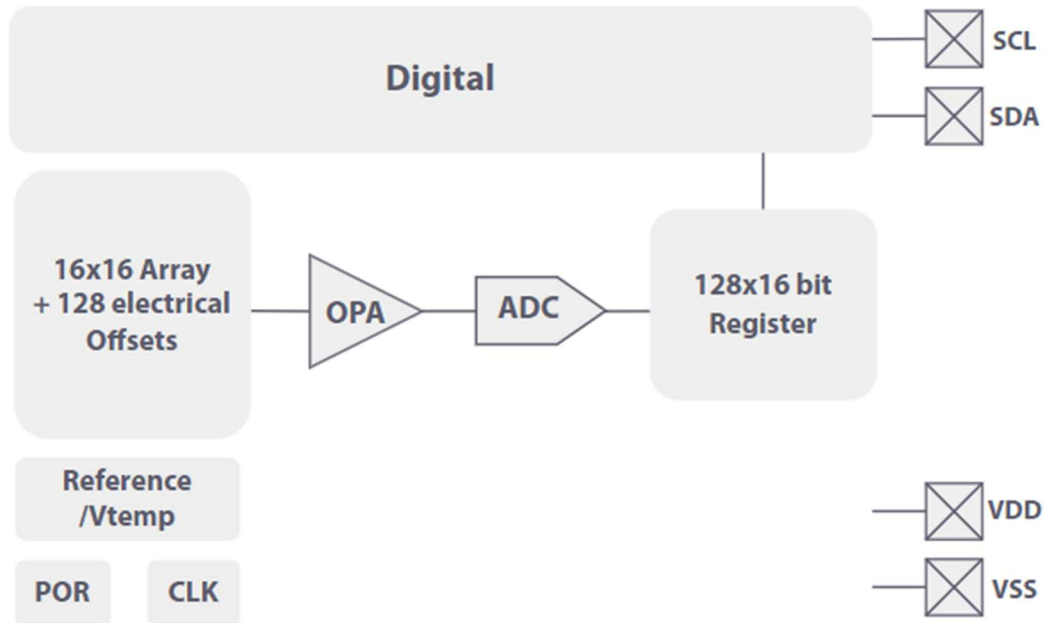 Digital
SCL
SDA
16x16 Array
+ 128 electrical
Offsets
OPA
ADC
128x16 bit
Register
Reference
/Vtemp
POR
CLK
VDD
VSS